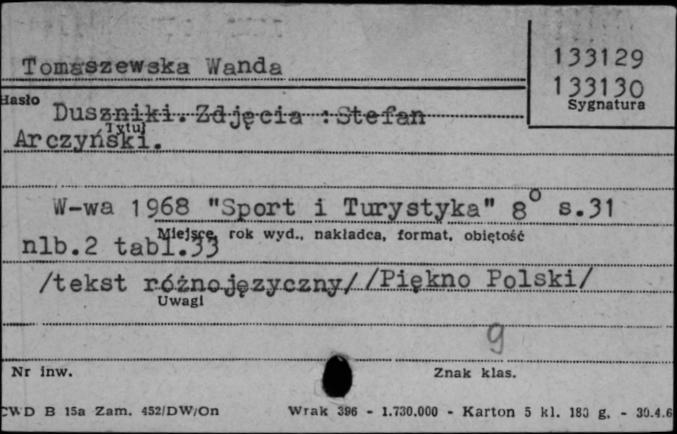 Tomaszewska Wanda
133129
133130
Hasło
Sygnatura
Duszniki. Zdjęcia : Stefan
Tytuł
Arczyński.
W-wa 1968 "Sport i Turystyka" 8° s.31
Miejsce, rok wyd., nakładca, format, objętość
nlb.2 tabl.33
/tekst różnojęzyczny/ /Piękno Polski/
Uwagi
9
Nr inw.
Znak klas.
CWD B 15a Zam. 452/DW/On Wrak 396 - 1.730.000 - Karton 5 kl. 180 g. - 30.4.6